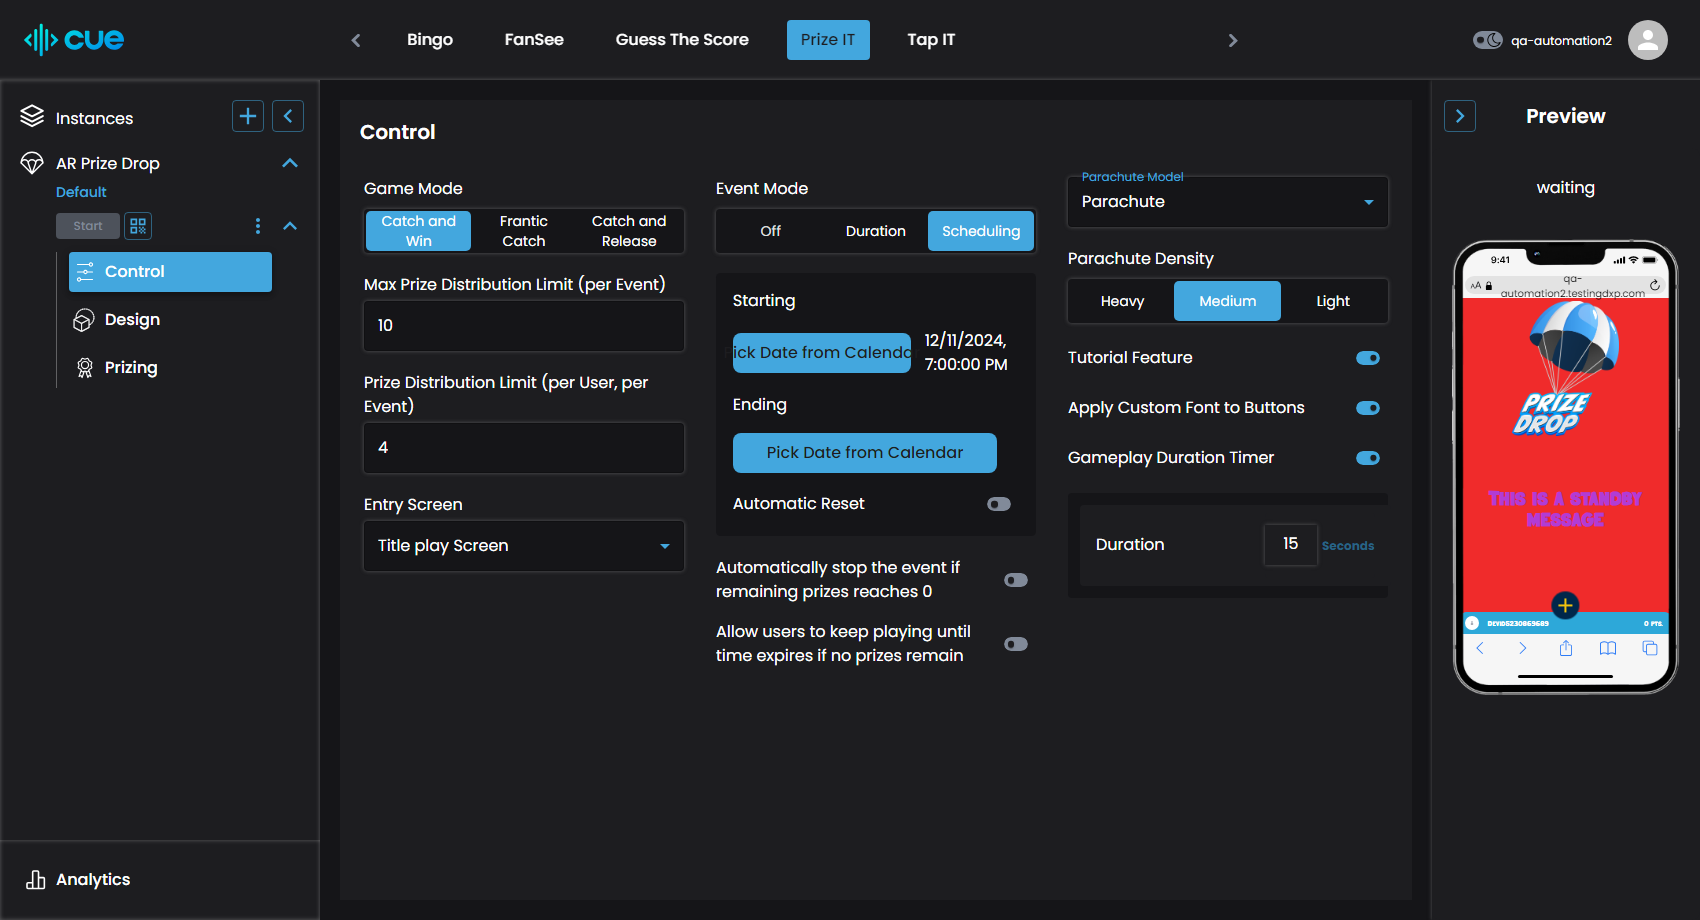 cue
Bingo
FanSee
Guess The Score
Prize IT
Tap IT
qa-automation2
Instances
AR Prize Drop
Default
Start
Control
Design
Prizing
Analytics
Control
Game Mode
Catch and
Win
Frantic
Catch
Catch and
Release
Max Prize Distribution Limit (per Event)
10
Prize Distribution Limit (per User, per
Event)
4
Entry Screen
Title play Screen
Event Mode
Off
Duration
Scheduling
Starting
Pick Date from Calendar
12/11/2024,
7:00:00 PM
Ending
Pick Date from Calendar
Automatic Reset
Automatically stop the event if
remaining prizes reaches 0
Allow users to keep playing until
time expires if no prizes remain
Parachute Model
Parachute
Parachute Density
Heavy
Medium
Light
Tutorial Feature
Apply Custom Font to Buttons
Gameplay Duration Timer
Duration
15
Seconds
Preview
waiting
9:41
AA
qa-
automation2.testingdxp.com
PRIZE
DROP
THIS IS A STANDBY
MESSAGE
0 PTS.